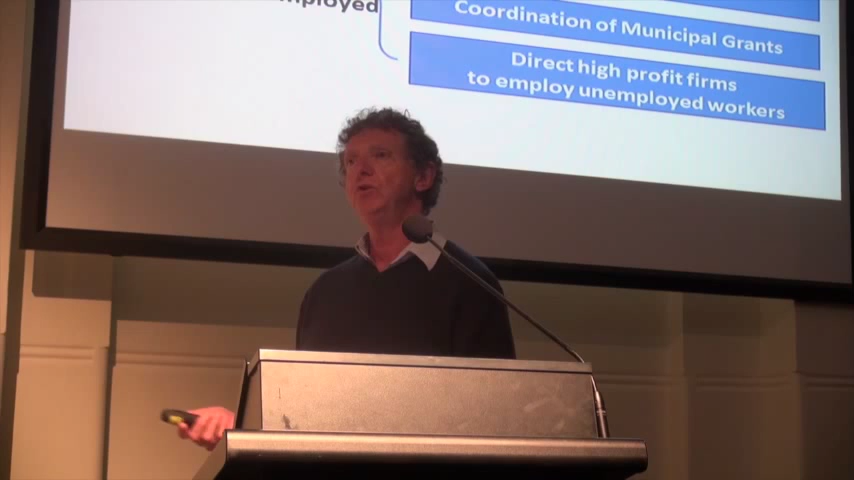 mployed
Coordination of Municipal Grants
Direct high profit firms
to employ unemployed workers